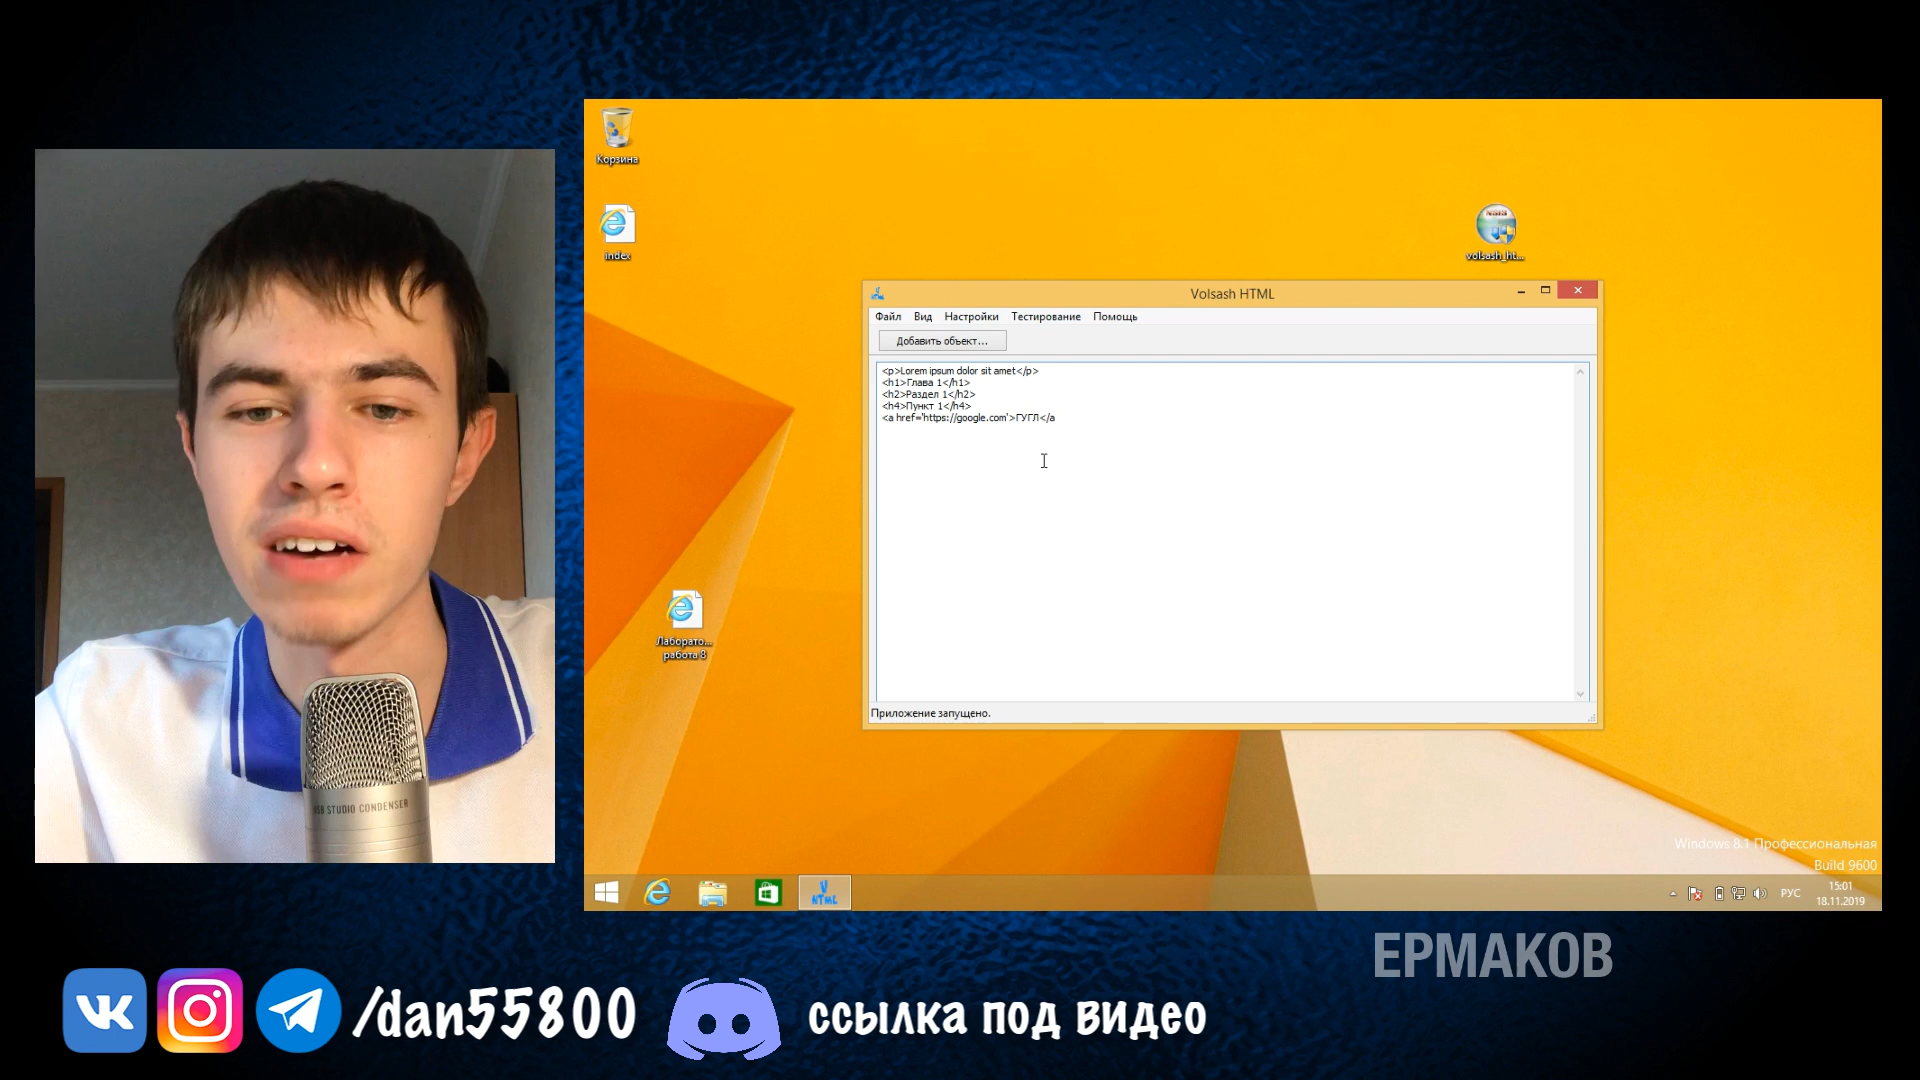 Корзина
index
NSIS
volsash_ht...
Volsash HTML
Файл Вид Настройки Тестирование Помощь
Добавить объект...
<p>Lorem ipsum dolor sit amet</p>
<h1>Глава 1</h1>
<h2>Раздел 1</h2>
<h4>Пункт 1</h4>
<a href='https://google.com'>ГУГЛ</a
Приложение запущено.
Лаборато...
работа 8
USB STUDIO CONDENSER
Windows 8.1 Профессиональная
Build 9600
V
HTML
РУС
15:01
18.11.2019
ЕРМАКОВ
/dan55800
ссылка под видео